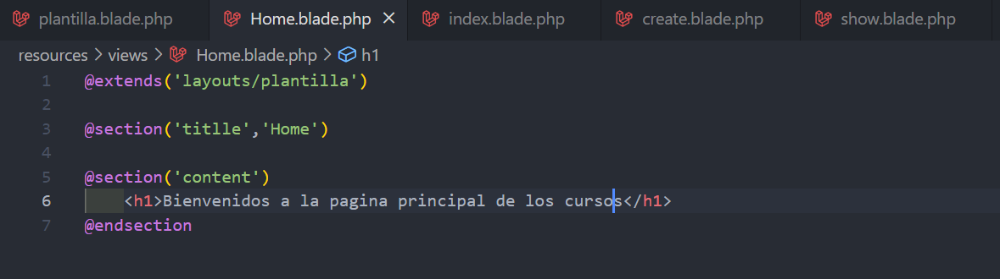 plantilla.blade.php Home.blade.php × index.blade.php create.blade.php show.blade.php
resources > views > Home.blade.php > h1
1 @extends('layouts/plantilla')
2
3 @section('titlle','Home')
4
5 @section('content')
6 <h1>Bienvenidos a la pagina principal de los cursos</h1>
7 @endsection